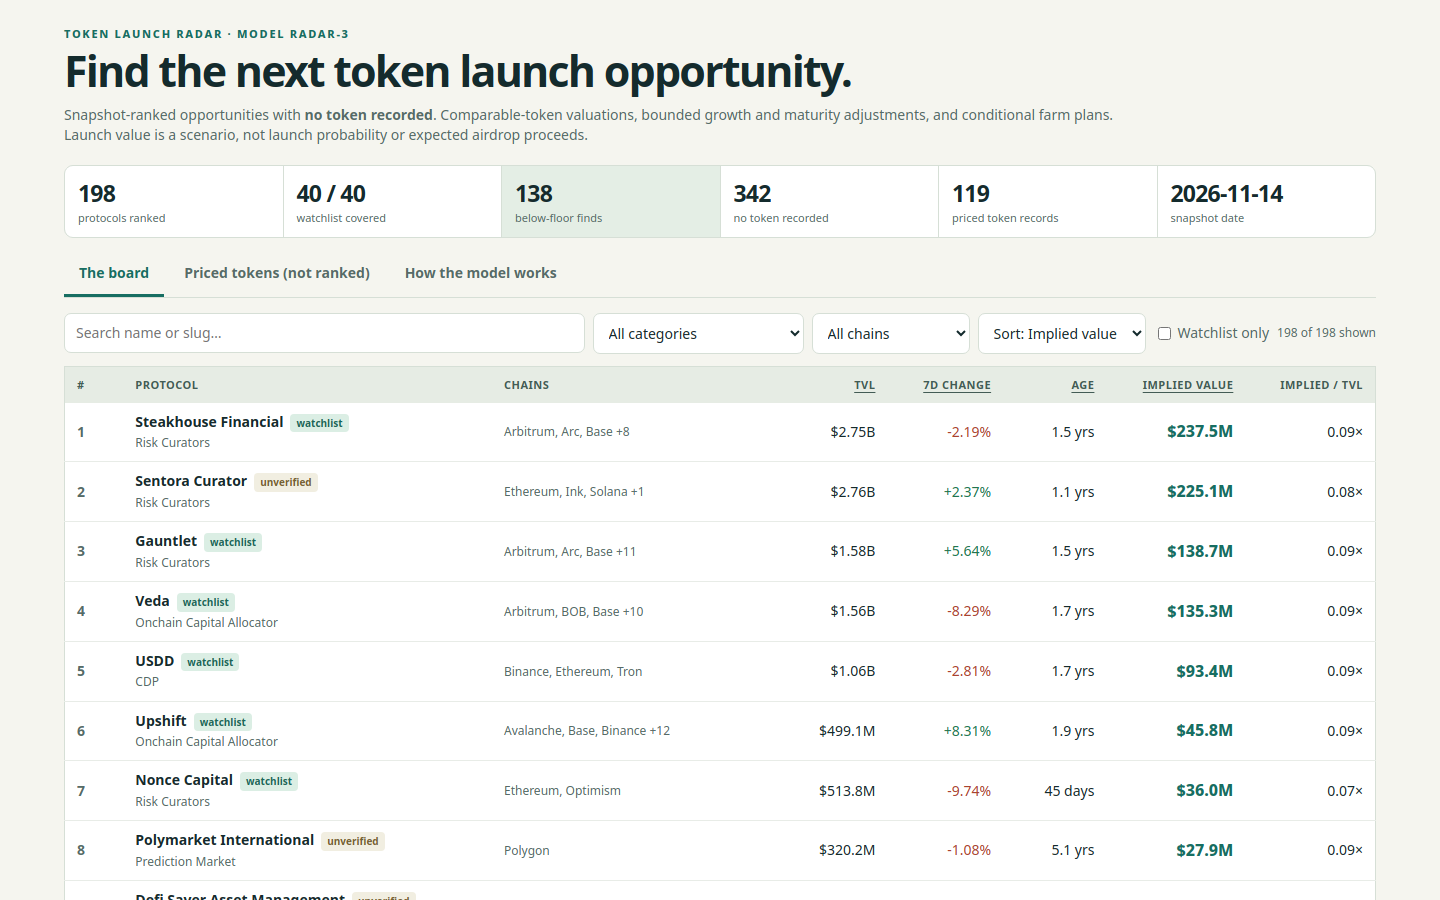 TOKEN LAUNCH RADAR · MODEL RADAR-3
Find the next token launch opportunity.
Snapshot-ranked opportunities with no token recorded. Comparable-token valuations, bounded growth and maturity adjustments, and conditional farm plans.
Launch value is a scenario, not launch probability or expected airdrop proceeds.
198
protocols ranked
40 / 40
watchlist covered
138
below-floor finds
342
no token recorded
119
priced token records
2026-11-14
snapshot date
The board
Priced tokens (not ranked)
How the model works
Search name or slug...
All categories
All chains
Sort: Implied value
Watchlist only
198 of 198 shown
# PROTOCOL CHAINS TVL 7D CHANGE AGE IMPLIED VALUE IMPLIED / TVL
1 Steakhouse Financial watchlist Arbitrum, Arc, Base +8 $2.75B -2.19% 1.5 yrs $237.5M 0.09×
Risk Curators
2 Sentora Curator unverified Ethereum, Ink, Solana +1 $2.76B +2.37% 1.1 yrs $225.1M 0.08×
Risk Curators
3 Gauntlet watchlist Arbitrum, Arc, Base +11 $1.58B +5.64% 1.5 yrs $138.7M 0.09×
Risk Curators
4 Veda watchlist Arbitrum, BOB, Base +10 $1.56B -8.29% 1.7 yrs $135.3M 0.09×
Onchain Capital Allocator
5 USDD watchlist Binance, Ethereum, Tron $1.06B -2.81% 1.7 yrs $93.4M 0.09×
CDP
6 Upshift watchlist Avalanche, Base, Binance +12 $499.1M +8.31% 1.9 yrs $45.8M 0.09×
Onchain Capital Allocator
7 Nonce Capital watchlist Ethereum, Optimism $513.8M -9.74% 45 days $36.0M 0.07×
Risk Curators
8 Polymarket International unverified Polygon $320.2M -1.08% 5.1 yrs $27.9M 0.09×
Prediction Market
Defi Saver Asset Management unverified